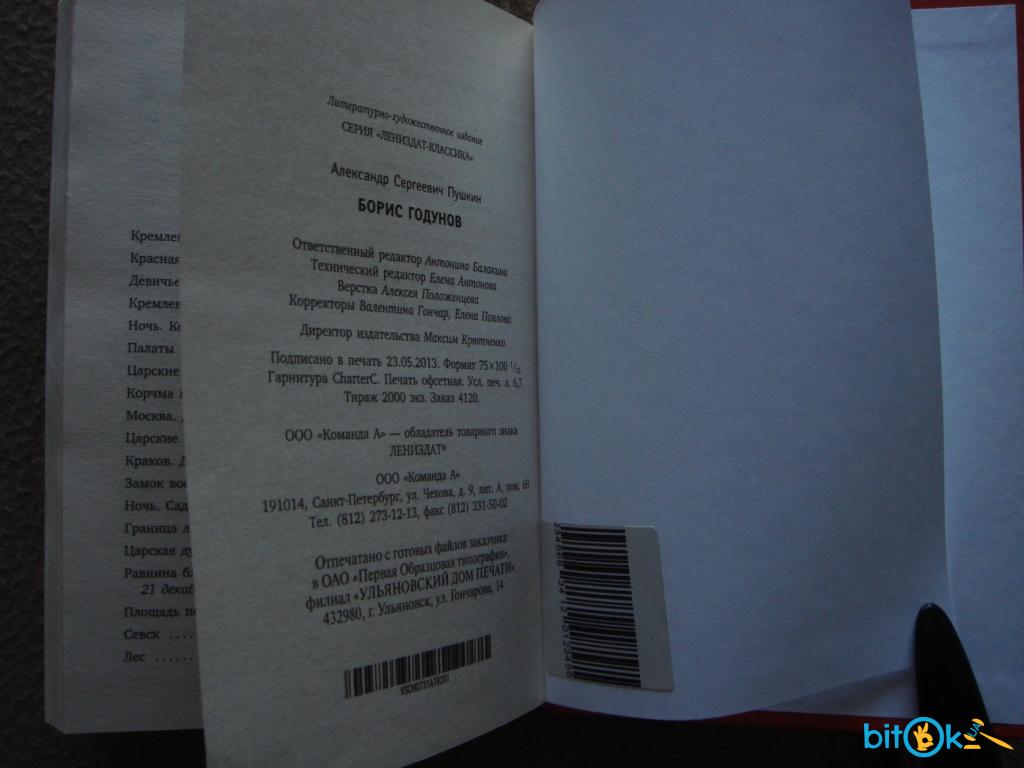 Кремлев
Красная
Девичье
Кремлев
Ночь.
Палаты
Царские
Корчма
Москва.
Царские
Краков.
Замок
Ночь. Сад
Граница
Царская
Равнина
21 декаб
Площадь
Севск ....
Лес ......
Литературно-художественное издание
СЕРИЯ «ЛЕНИЗДАТ-КЛАССИКА»
Александр Сергеевич Пушкин
БОРИС ГОДУНОВ
Ответственный редактор Антонина Балакина
Технический редактор Елена Антонова
Верстка Алексея Положенцева
Корректоры Валентина Гончар, Елена Павлова
Директор издательства Максим Крютченко
Подписано в печать 23.05.2013. Формат 75×100 1/32.
Гарнитура CharterC. Печать офсетная. Усл. печ. л. 6,7.
Тираж 2000 экз. Заказ 4120.
ООО «Команда А» — обладатель товарного знака
ЛЕНИЗДАТ®
ООО «Команда А»
191014, Санкт-Петербург, ул. Чехова, д. 9, лит. А, пом. 6Н
Тел. (812) 273-12-13, факс (812) 331-50-02
Отпечатано с готовых файлов заказчика
в ОАО «Первая Образцовая типография»,
филиал «УЛЬЯНОВСКИЙ ДОМ ПЕЧАТИ»
432980, г. Ульяновск, ул. Гончарова, 14
VSCH0731A78201
bitOk
UA